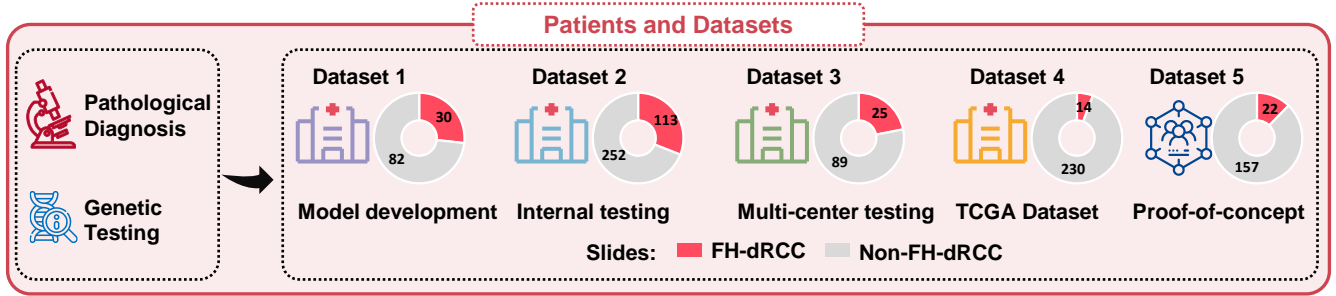 Patients and Datasets
Pathological
Diagnosis
Genetic
Testing
Dataset 1
30
82
Model development
Dataset 2
113
252
Internal testing
Dataset 3
25
89
Multi-center testing
Dataset 4
14
230
TCGA Dataset
Dataset 5
22
157
Proof-of-concept
Slides: FH-dRCC Non-FH-dRCC